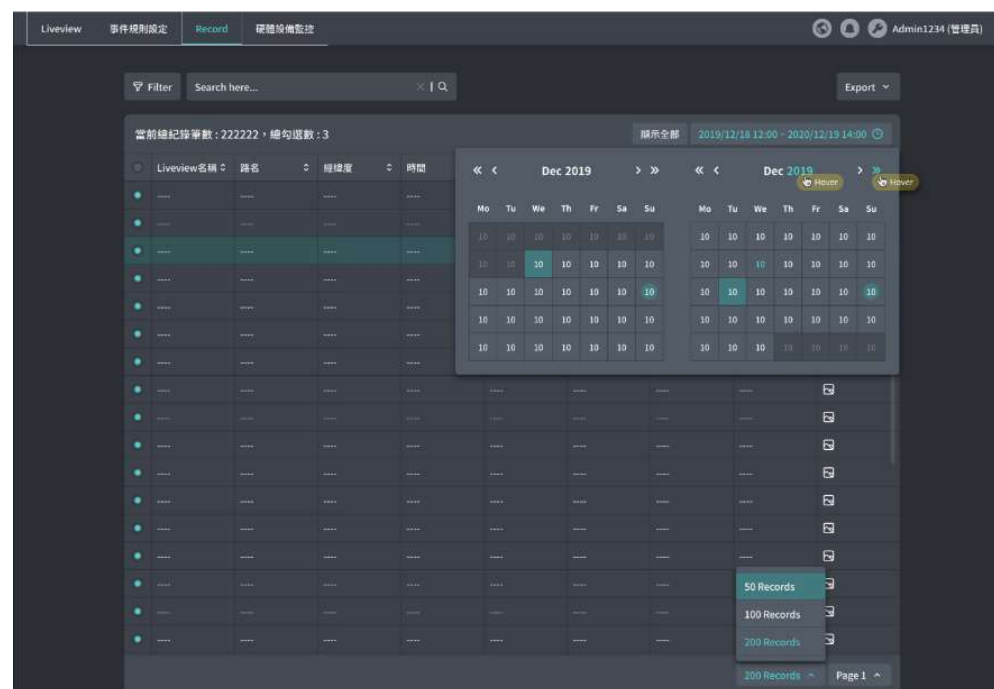 Liveview 事件規則設定 Record 硬體設備監控 Admin1234 (管理員)
Filter Search here... Export
當前總紀錄筆數 : 222222，總勾選數 : 3 顯示全部 2019/12/18 12:00 ~ 2020/12/19 14:00
Liveview名稱 路名 經緯度 時間
Dec 2019 Dec 2019
Hover Hover
Mo Tu We Th Fr Sa Su Mo Tu We Th Fr Sa Su
10 10 10 10 10 10 10 10 10 10 10 10 10 10
10 10 10 10 10 10 10 10 10 10 10 10 10 10
10 10 10 10 10 10 10 10 10 10 10 10 10 10
10 10 10 10 10 10 10 10 10 10 10 10 10 10
10 10 10 10 10 10 10 10 10 10 10 10 10 10
50 Records
100 Records
200 Records
200 Records Page 1